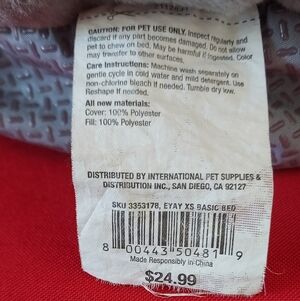 CAUTION: FOR PET USE ONLY. Inspect regularly and
discard if any part becomes damaged. Do not allow
pet to chew on bed. May be harmful if ingested. Color
may transfer to other surfaces.
Care Instructions: Machine wash separately on
gentle cycle in cold water and mild detergent. Use
non-chlorine bleach if needed. Tumble dry low.
Reshape if needed.
All new materials:
Cover: 100% Polyester
Fill: 100% Polyester
DISTRIBUTED BY INTERNATIONAL PET SUPPLIES &
DISTRIBUTION INC., SAN DIEGO, CA 92127
SKU 3353178, EYAY XS BASIC BED
8 00443 50481 9
Made Responsibly in China
$24.99